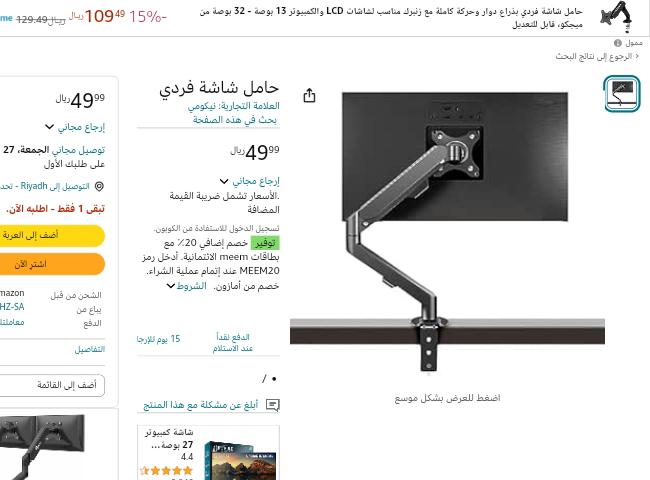 حامل شاشة فردي بذراع دوار وحركة كاملة مع زنبرك مناسب لشاشات LCD والكمبيوتر 13 بوصة - 32 بوصة من
ميجكو، قابل للتعديل
-15% 109.49 ريال 129.49 ريال
ممول
الرجوع إلى نتائج البحث
حامل شاشة فردي
العلامة التجارية: نيكومي
بحث في هذه الصفحة
49.99 ريال
إرجاع مجاني
الأسعار تشمل ضريبة القيمة
المضافة.
تسجيل الدخول للاستفادة من الكوبون.
توفير خصم إضافي 20٪ مع
بطاقات meem الائتمانية. أدخل رمز
MEEM20 عند إتمام عملية الشراء.
خصم من أمازون. الشروط
الدفع نقداً
عند الاستلام
15 يوم للإرجا
/
أبلغ عن مشكلة مع هذا المنتج
شاشة كمبيوتر
27 بوصة...
4.4
اضغط للعرض بشكل موسع
49.99 ريال
إرجاع مجاني
توصيل مجاني الجمعة، 27
على طلبك الأول
التوصيل إلى Riyadh - تحد
تبقى 1 فقط - اطلبه الآن.
أضف إلى العربة
اشترِ الآن
الشحن من قبل
mazon
يباع من
HZ-SA
الدفع
معاملتك
التفاصيل
أضف إلى القائمة